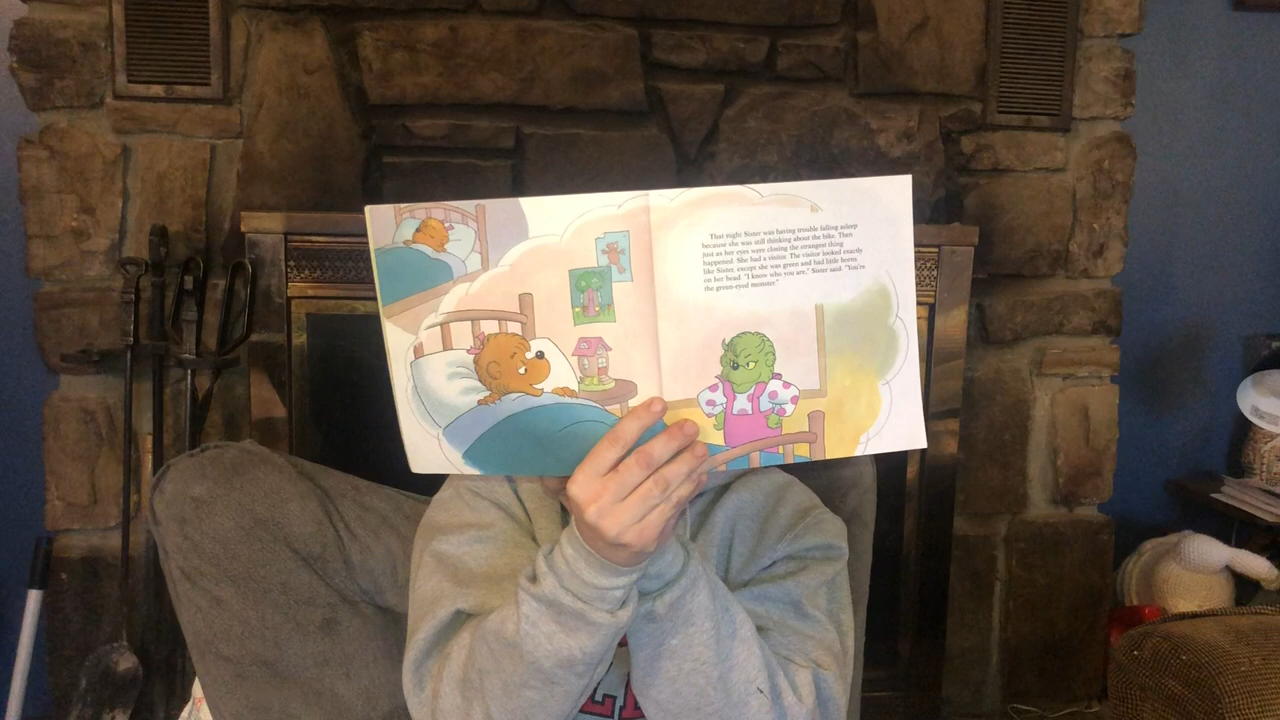 That night Sister was having trouble falling asleep
because she was still thinking about the bike. Then
just as her eyes were closing the strangest thing
happened. She had a visitor. The visitor looked exactly
like Sister, except she was green and had little horns
on her head. "I know who you are," Sister said. "You're
the green-eyed monster."